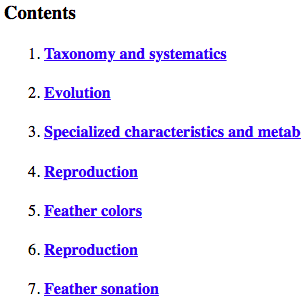 Contents
1. Taxonomy and systematics
2. Evolution
3. Specialized characteristics and metab
4. Reproduction
5. Feather colors
6. Reproduction
7. Feather sonation